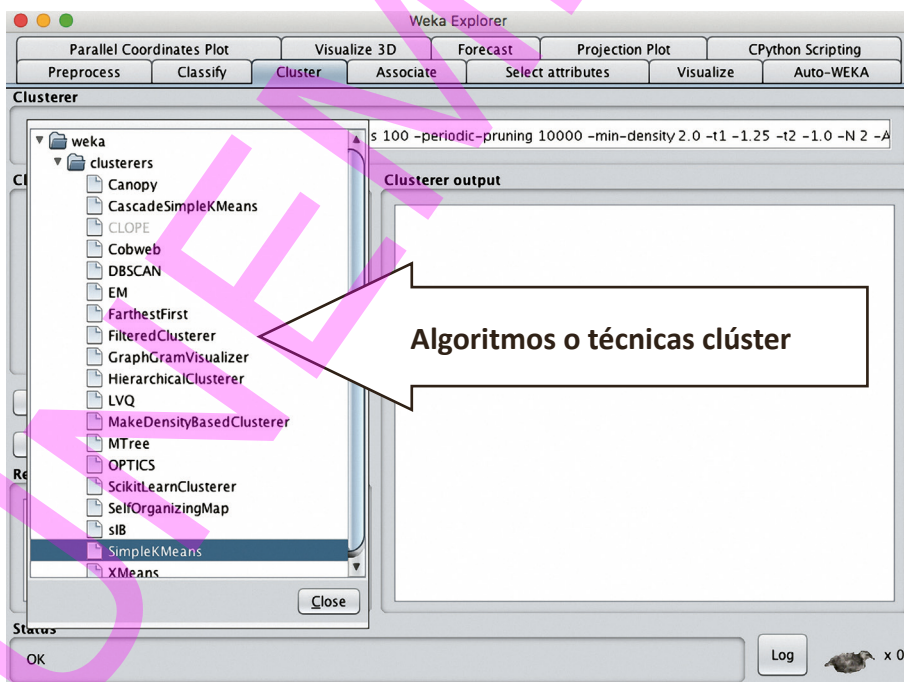 Weka Explorer
Parallel Coordinates Plot Visualize 3D Forecast Projection Plot CPython Scripting
Preprocess Classify Cluster Associate Select attributes Visualize Auto-WEKA
Clusterer
s 100 -periodic-pruning 10000 -min-density 2.0 -t1 -1.25 -t2 -1.0 -N 2 -A
weka
clusterers
Canopy
CascadeSimpleKMeans
CLOPE
Cobweb
DBSCAN
EM
FarthestFirst
FilteredClusterer
GraphGramVisualizer
HierarchicalClusterer
LVQ
MakeDensityBasedClusterer
MTree
OPTICS
ScikitLearnClusterer
SelfOrganizingMap
sIB
SimpleKMeans
XMeans
Close
Cl
Clusterer output
Algoritmos o técnicas clúster
Re
Status
OK
Log
x 0